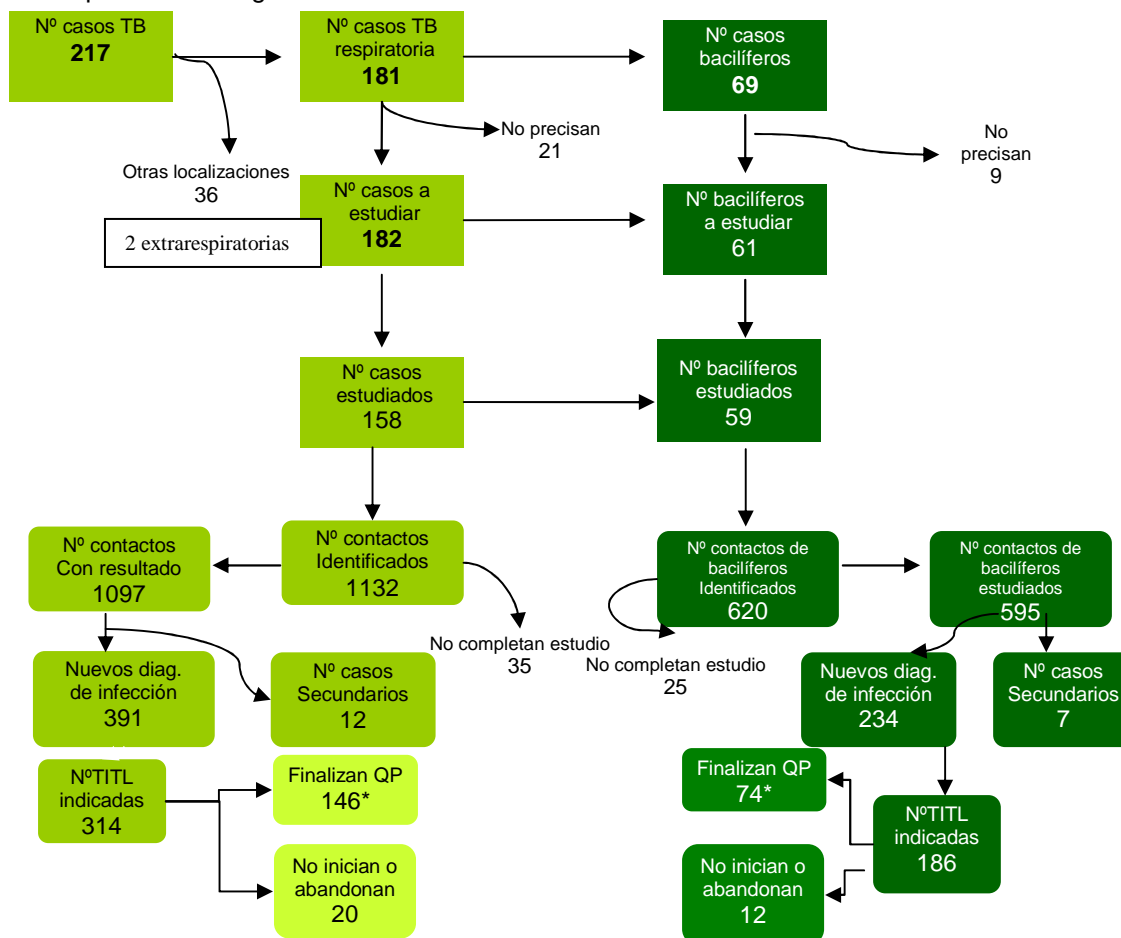 Nº casos TB
217
Nº casos TB
respiratoria
181
Nº casos
bacilíferos
69
No precisan
21
No
precisan
9
Otras localizaciones
36
Nº casos a
estudiar
182
2 extrarespiratorias
Nº bacilíferos
a estudiar
61
Nº casos
estudiados
158
Nº bacilíferos
estudiados
59
Nº contactos
Con resultado
1097
Nº contactos
Identificados
1132
No completan estudio
35
Nº contactos de
bacilíferos
Identificados
620
No completan estudio
25
Nº contactos de
bacilíferos
estudiados
595
Nuevos diag.
de infección
391
Nº casos
Secundarios
12
Nuevos diag.
de infección
234
Nº casos
Secundarios
7
NºTITL
indicadas
314
Finalizan QP
146*
No inician o
abandonan
20
Finalizan QP
74*
NºTITL
indicadas
186
No inician o
abandonan
12